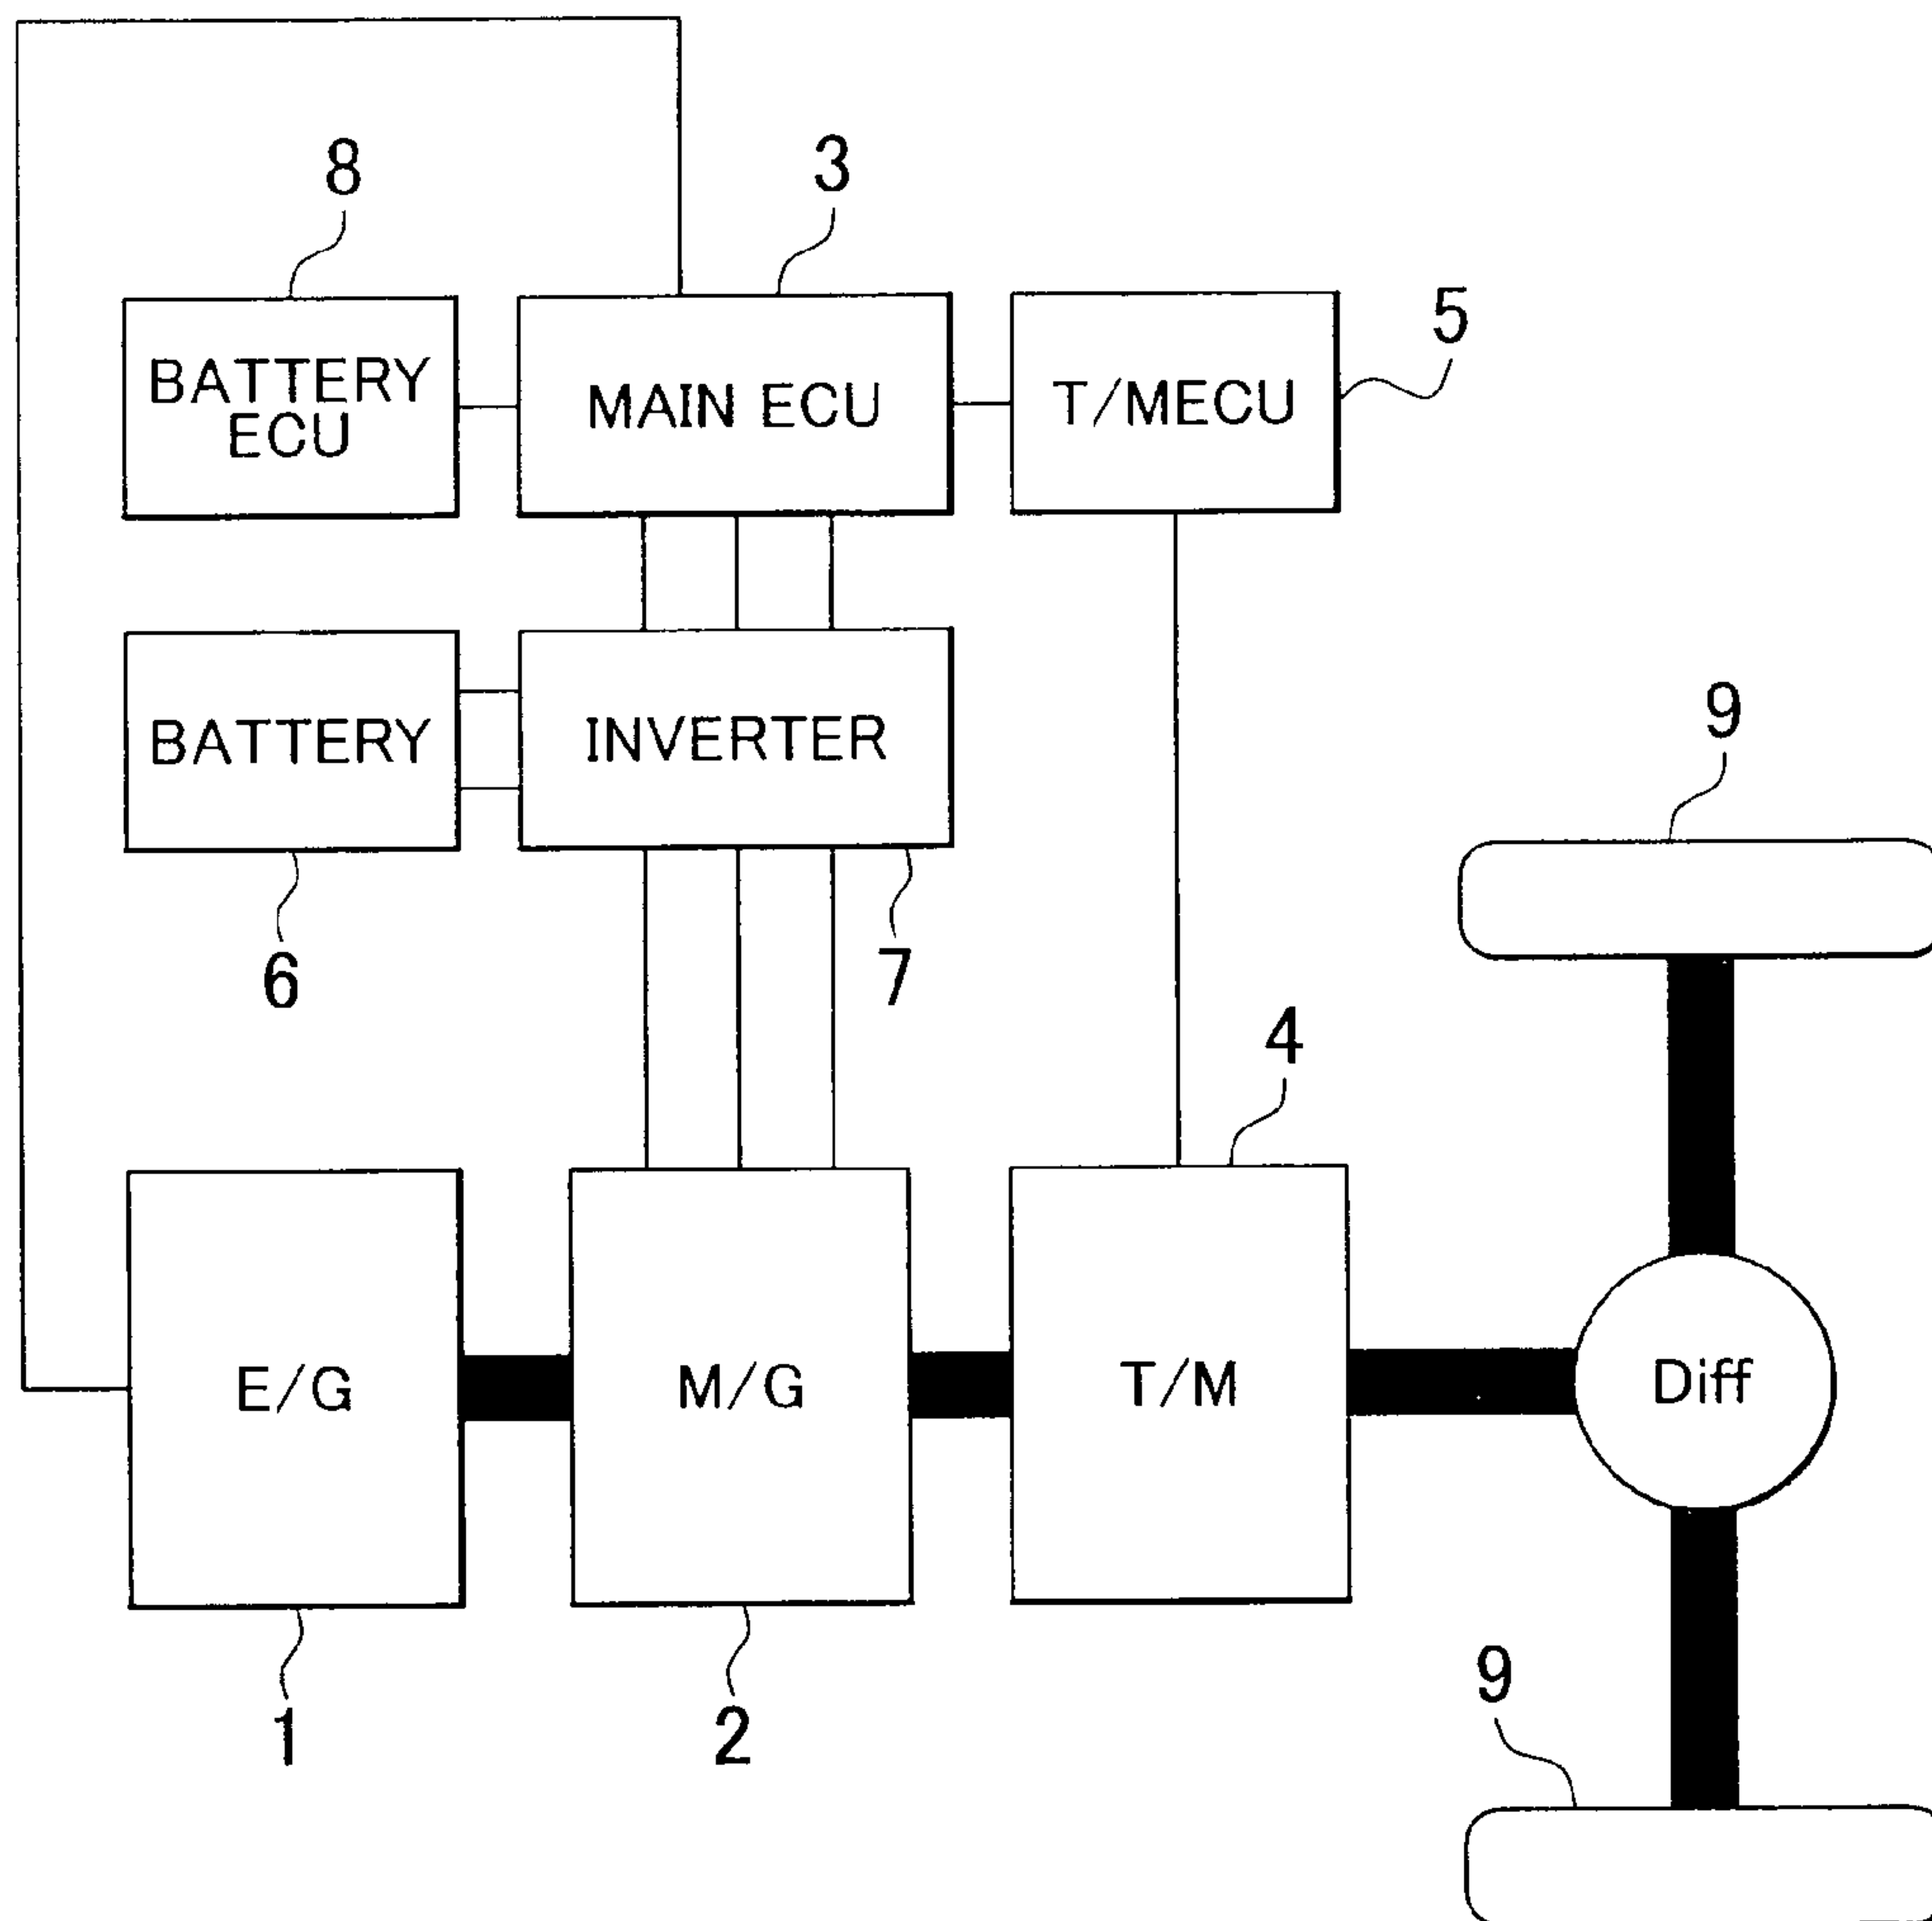 8
3
5
BATTERY
ECU
MAIN ECU
T/MECU
BATTERY
INVERTER
9
6
7
4
E/G
M/G
T/M
Diff
1
2
9